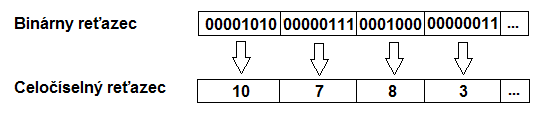 Binárny reťazec 00001010 00000111 0001000 00000011 ...
Celočíselný reťazec 10 7 8 3 ...